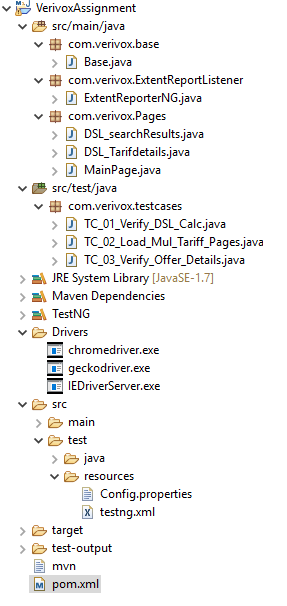 VerivoxAssignment
src/main/java
com.verivox.base
Base.java
com.verivox.ExtentReportListener
ExtentReporterNG.java
com.verivox.Pages
DSL_searchResults.java
DSL_Tarifdetails.java
MainPage.java
src/test/java
com.verivox.testcases
TC_01_Verify_DSL_Calc.java
TC_02_Load_Mul_Tariff_Pages.java
TC_03_Verify_Offer_Details.java
JRE System Library [JavaSE-1.7]
Maven Dependencies
TestNG
Drivers
chromedriver.exe
geckodriver.exe
IEDriverServer.exe
src
main
test
java
resources
Config.properties
testng.xml
target
test-output
mvn
pom.xml